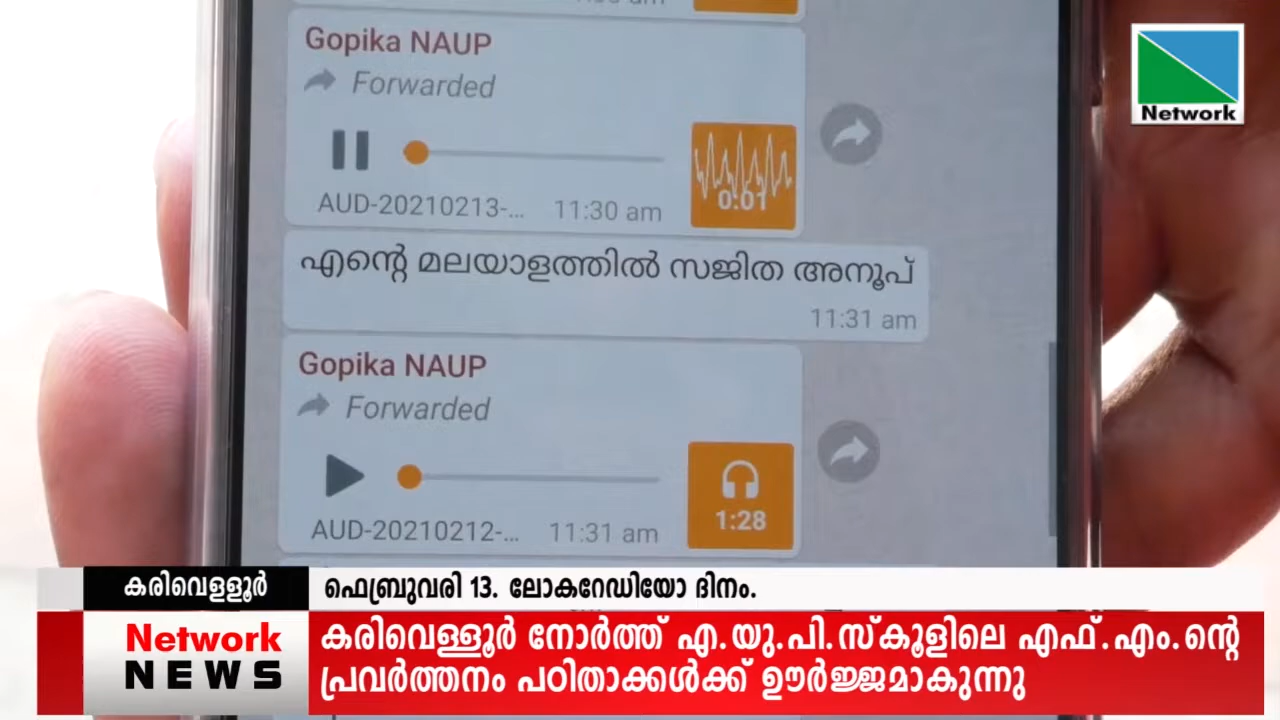 Gopika NAUP
Forwarded
AUD-20210213-... 11:30 am 0:01
എന്റെ മലയാളത്തിൽ സജിത അനൂപ്
11:31 am
Gopika NAUP
Forwarded
AUD-20210212-... 11:31 am 1:28
Network
കരിവെള്ളൂർ
ഫെബ്രുവരി 13. ലോകറേഡിയോ ദിനം.
Network
NEWS
കരിവെള്ളൂർ നോർത്ത് എ.യു.പി.സ്കൂളിലെ എഫ്.എം.ന്റെ
പ്രവർത്തനം പഠിതാക്കൾക്ക് ഊർജ്ജമാകുന്നു